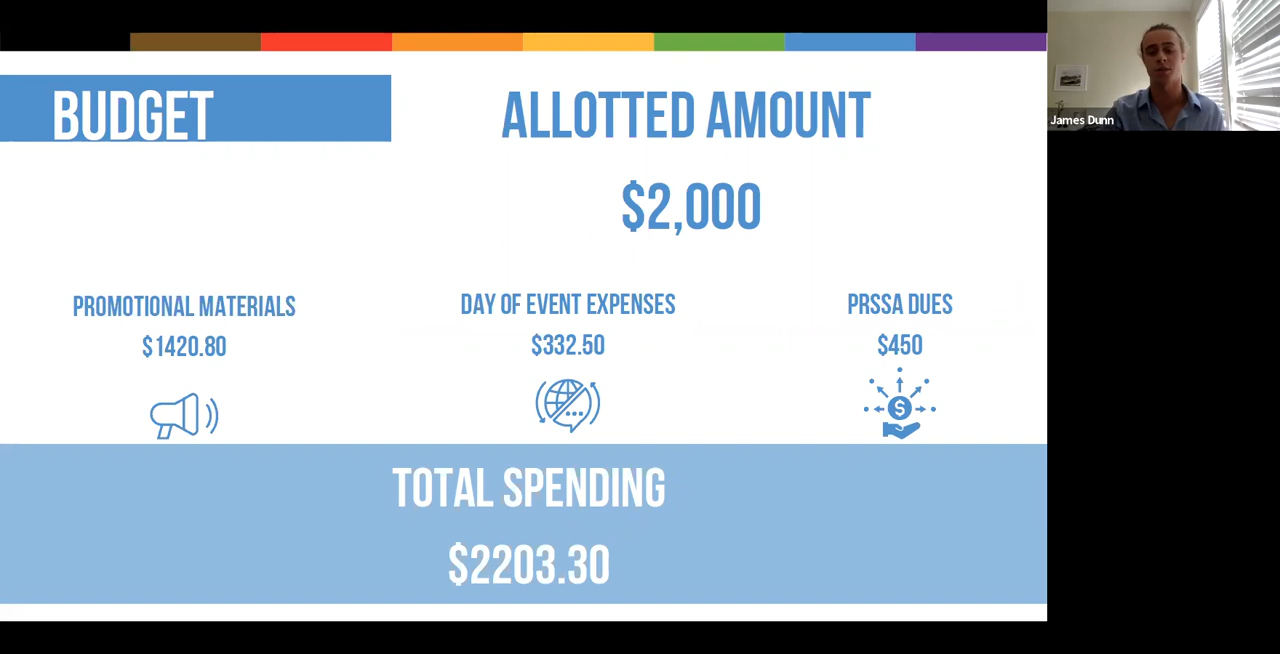 BUDGET
ALLOTTED AMOUNT
$2,000
James Dunn
PROMOTIONAL MATERIALS
$1420.80
DAY OF EVENT EXPENSES
$332.50
PRSSA DUES
$450
$
TOTAL SPENDING
$2203.30